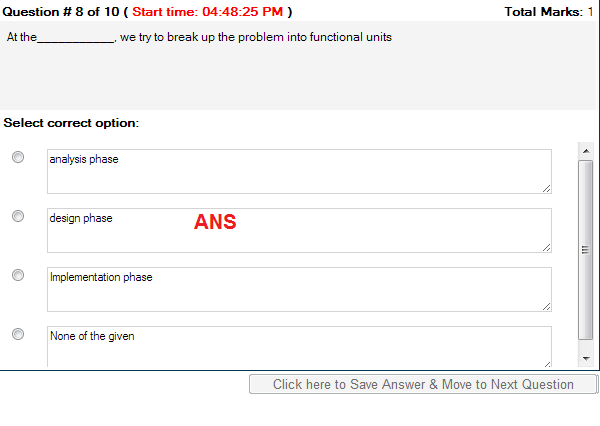 Question # 8 of 10 ( Start time: 04:48:25 PM ) Total Marks: 1
At the____________, we try to break up the problem into functional units
Select correct option:
analysis phase
design phase ANS
Implementation phase
None of the given
Click here to Save Answer & Move to Next Question